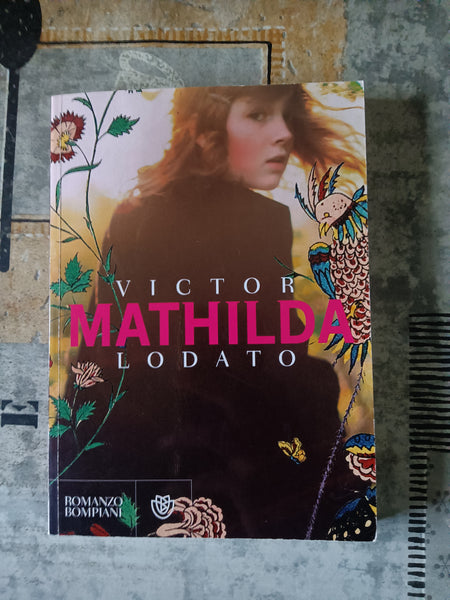 VICTOR
MATHILDA
LODATO
ROMANZO
BOMPIANI
E